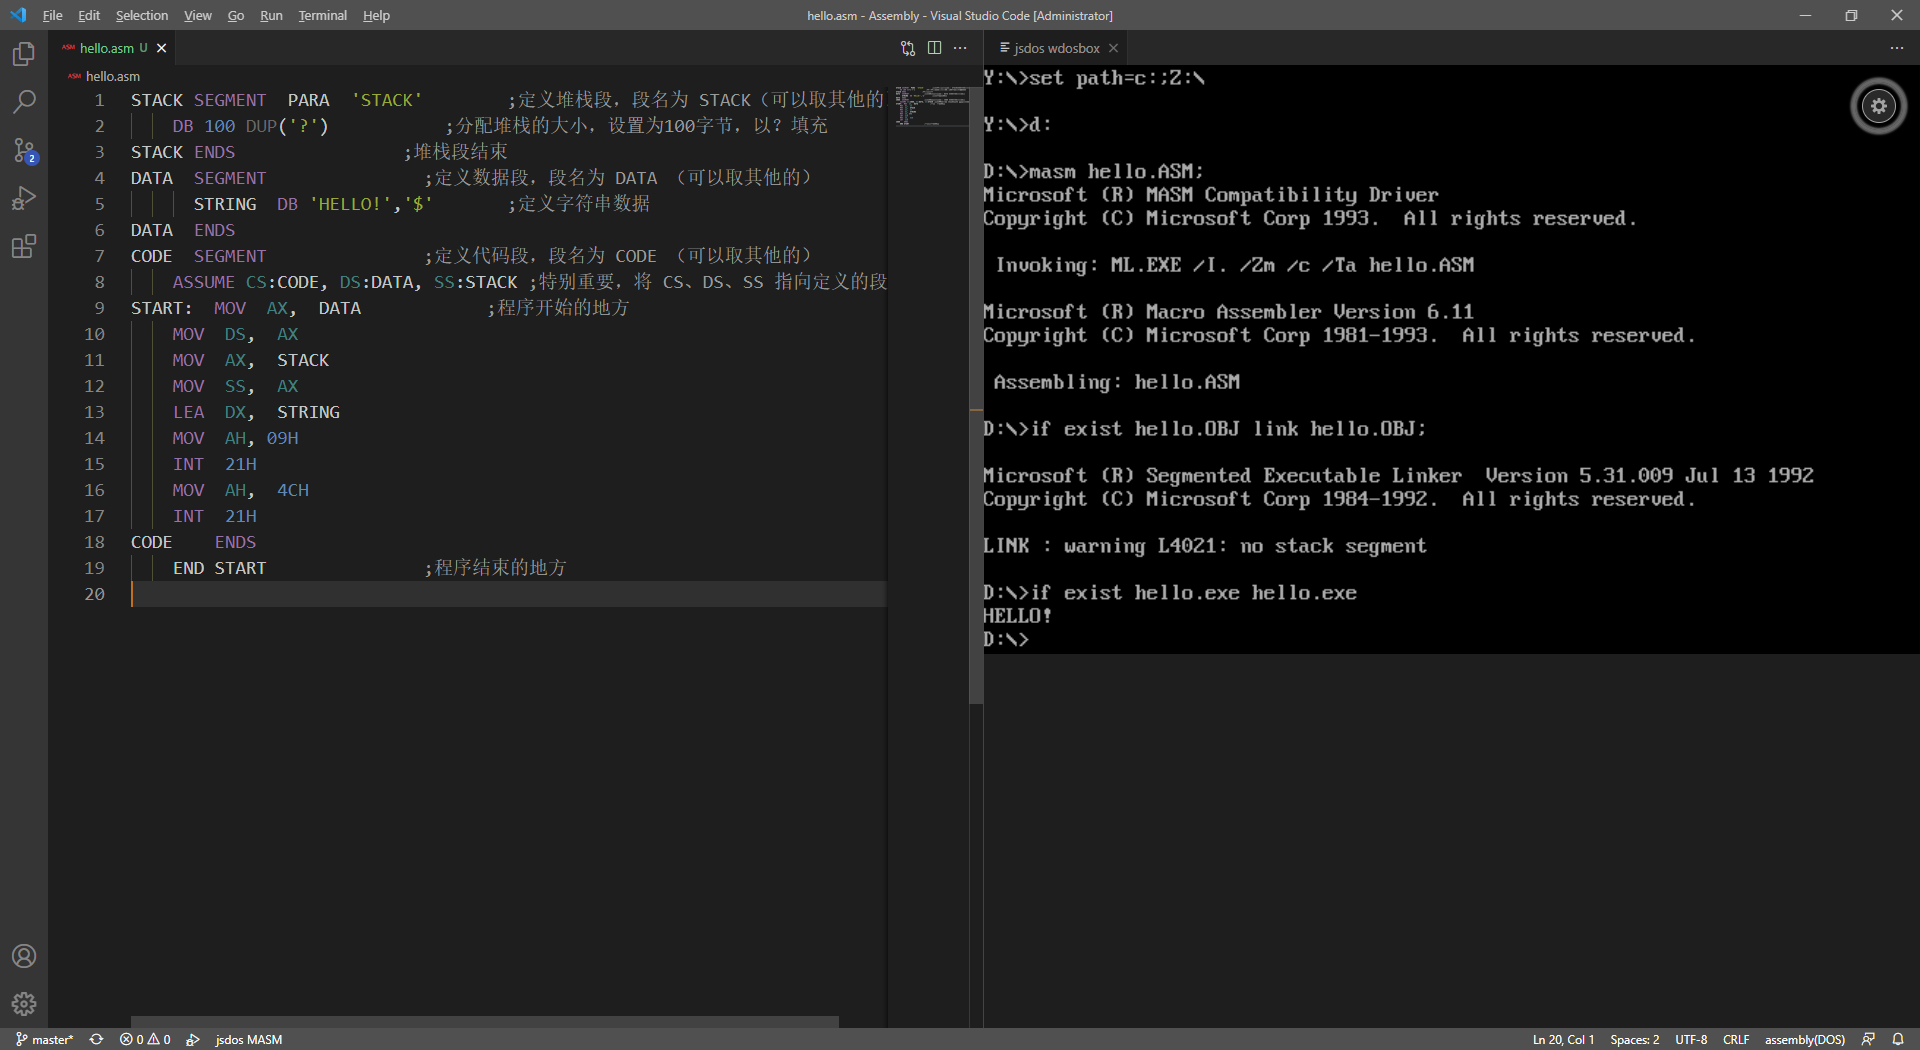 File Edit Selection View Go Run Terminal Help
hello.asm - Assembly - Visual Studio Code [Administrator]
ASM hello.asm U
jsdos wdosbox
ASM hello.asm
1 STACK SEGMENT PARA 'STACK' ;定义堆栈段，段名为 STACK（可以取其他的
2 DB 100 DUP('?') ;分配堆栈的大小，设置为100字节，以？填充
3 STACK ENDS ;堆栈段结束
4 DATA SEGMENT ;定义数据段，段名为 DATA （可以取其他的）
5 STRING DB 'HELLO!','$' ;定义字符串数据
6 DATA ENDS
7 CODE SEGMENT ;定义代码段，段名为 CODE （可以取其他的）
8 ASSUME CS:CODE, DS:DATA, SS:STACK ;特别重要，将 CS、DS、SS 指向定义的段
9 START: MOV AX, DATA ;程序开始的地方
10 MOV DS, AX
11 MOV AX, STACK
12 MOV SS, AX
13 LEA DX, STRING
14 MOV AH, 09H
15 INT 21H
16 MOV AH, 4CH
17 INT 21H
18 CODE ENDS
19 END START ;程序结束的地方
20
Y:\>set path=c:;Z:\
Y:\>d:
D:\>masm hello.ASM;
Microsoft (R) MASM Compatibility Driver
Copyright (C) Microsoft Corp 1993.  All rights reserved.
Invoking: ML.EXE /I. /Zm /c /Ta hello.ASM
Microsoft (R) Macro Assembler Version 6.11
Copyright (C) Microsoft Corp 1981-1993.  All rights reserved.
Assembling: hello.ASM
D:\>if exist hello.OBJ link hello.OBJ;
Microsoft (R) Segmented Executable Linker  Version 5.31.009 Jul 13 1992
Copyright (C) Microsoft Corp 1984-1992.  All rights reserved.
LINK : warning L4021: no stack segment
D:\>if exist hello.exe hello.exe
HELLO!
D:\>
2
master* 0 0 jsdos MASM
Ln 20, Col 1 Spaces: 2 UTF-8 CRLF assembly(DOS)